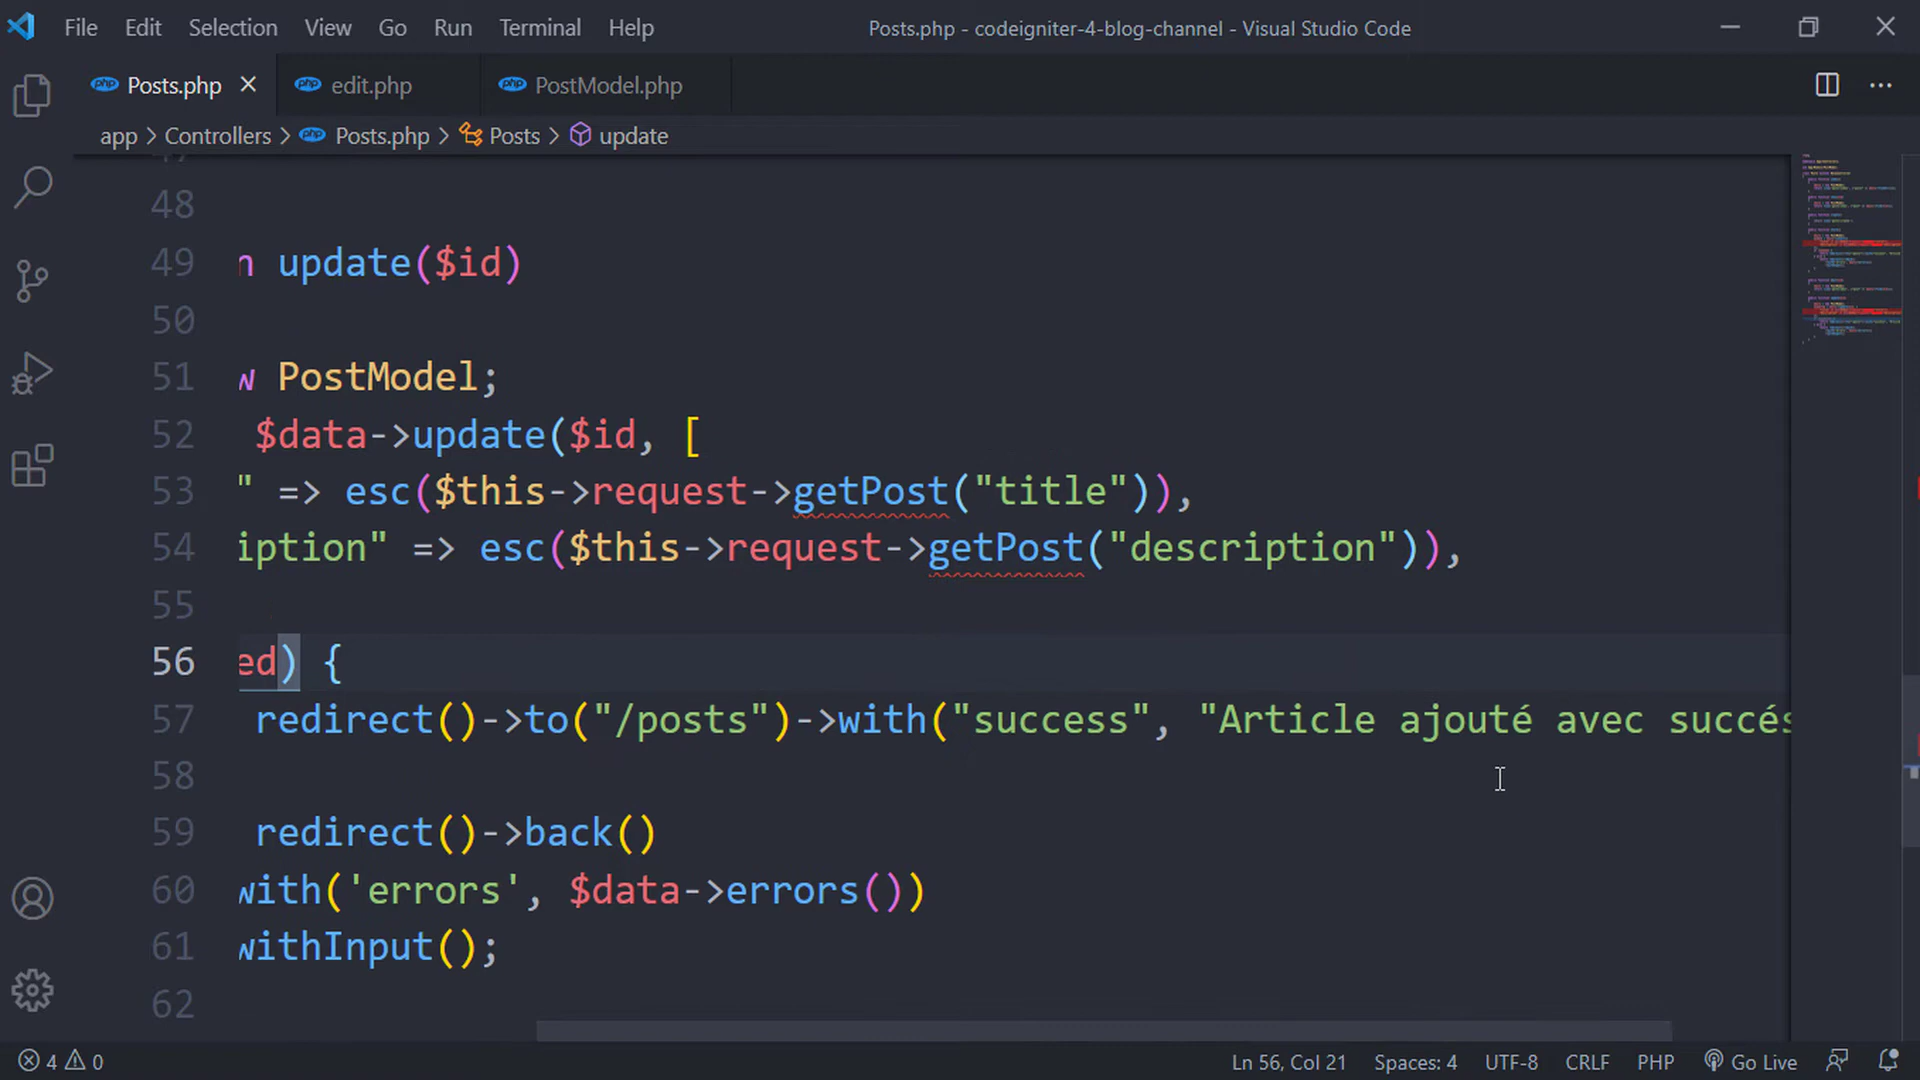 File Edit Selection View Go Run Terminal Help Posts.php - codeigniter-4-blog-channel - Visual Studio Code
Posts.php edit.php PostModel.php
app > Controllers > Posts.php > Posts > update
48
49 n update($id)
50
51 w PostModel;
52 $data->update($id, [
53 " => esc($this->request->getPost("title")),
54 iption" => esc($this->request->getPost("description")),
55
56 ed) {
57 redirect()->to("/posts")->with("success", "Article ajouté avec succés
58
59 redirect()->back()
60 with('errors', $data->errors())
61 withInput();
62
4 0 Ln 56, Col 21 Spaces: 4 UTF-8 CRLF PHP Go Live